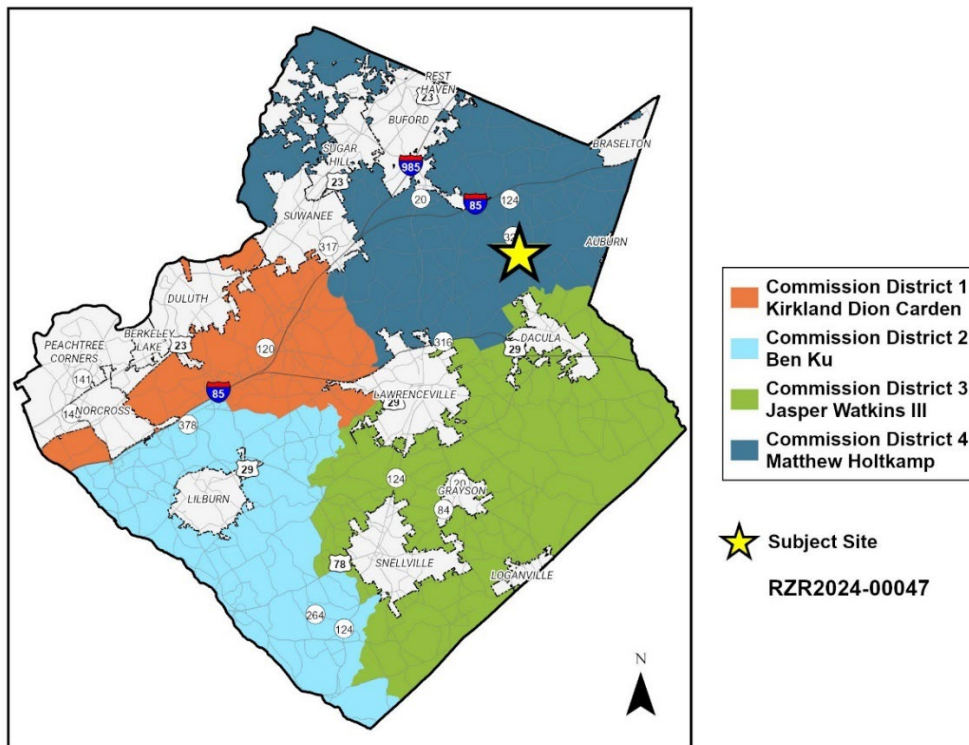 REST
HAVEN
23
BUFORD
BRASELTON
SUGAR
HILL
985
23
20
85
124
SUWANEE
32
AUBURN
317
DULUTH
BERKELEY
LAKE
23
PEACHTREE
CORNERS
120
316
29
DACULA
141
85
LAWRENCEVILLE
29
NORCROSS
378
29
124
20
GRAYSON
84
LILBURN
78
SNELLVILLE
LOGANVILLE
264
124
N
Commission District 1
Kirkland Dion Carden
Commission District 2
Ben Ku
Commission District 3
Jasper Watkins III
Commission District 4
Matthew Holtkamp
Subject Site
RZR2024-00047